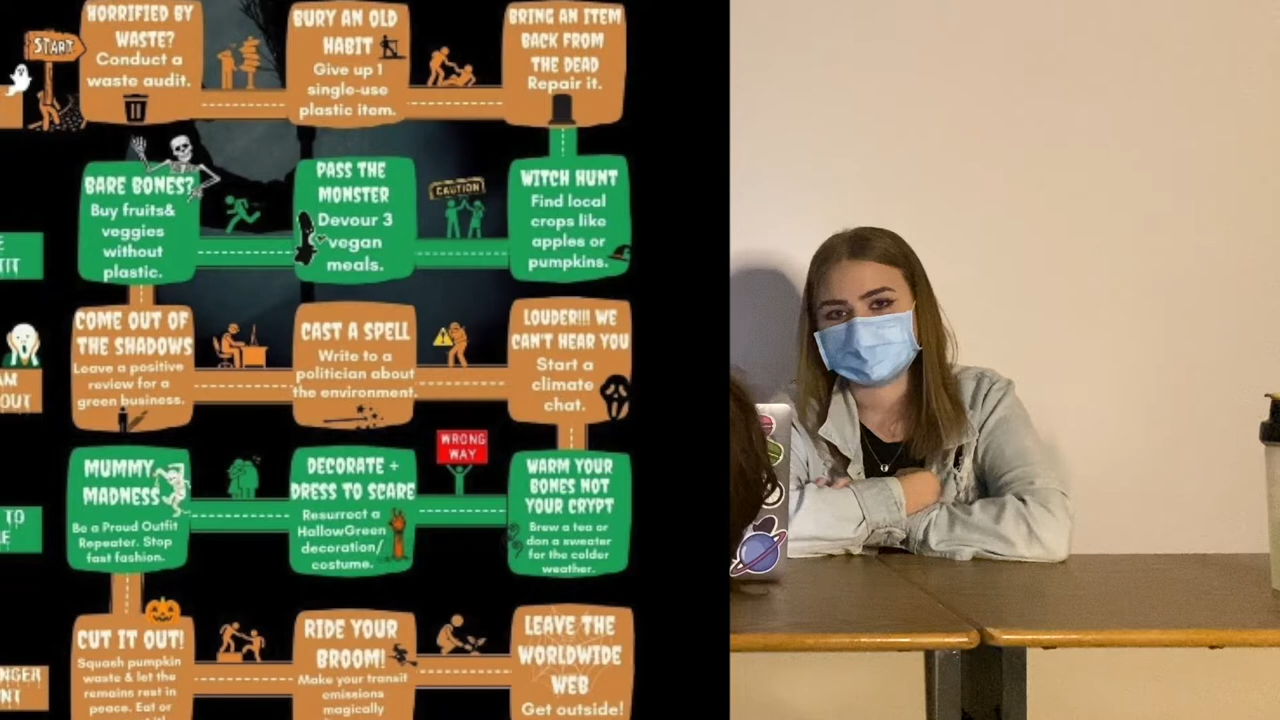 START
HORRIFIED BY
WASTE?
Conduct a
waste audit.
BURY AN OLD
HABIT
Give up 1
single-use
plastic item.
BRING AN ITEM
BACK FROM
THE DEAD
Repair it.
BARE BONES?
Buy fruits&
veggies
without
plastic.
PASS THE
MONSTER
Devour 3
vegan
meals.
CAUTION
WITCH HUNT
Find local
crops like
apples or
pumpkins.
COME OUT OF
THE SHADOWS
Leave a positive
review for a
green business.
CAST A SPELL
Write to a
politician about
the environment.
LOUDER!!! WE
CAN'T HEAR YOU
Start a
climate
chat.
OUT
MUMMY
MADNESS
Be a Proud Outfit
Repeater. Stop
fast fashion.
DECORATE +
DRESS TO SCARE
Resurrect a
HallowGreen
decoration/
costume.
WRONG
WAY
WARM YOUR
BONES NOT
YOUR CRYPT
Brew a tea or
don a sweater
for the colder
weather.
TO
CUT IT OUT!
Squash pumpkin
waste & let the
remains rest in
peace. Eat or
RIDE YOUR
BROOM!
Make your transit
emissions
magically
LEAVE THE
WORLDWIDE
WEB
Get outside!